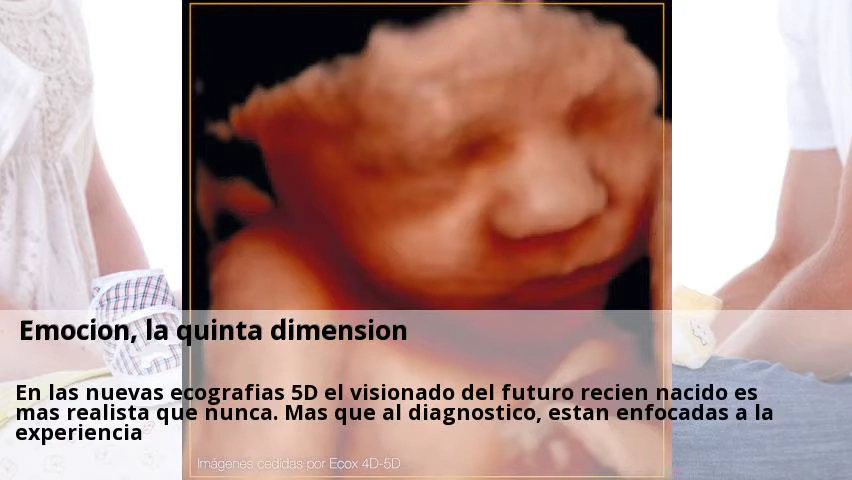 Emocion, la quinta dimension
En las nuevas ecografias 5D el visionado del futuro recien nacido es
mas realista que nunca. Mas que al diagnostico, estan enfocadas a la
experiencia
Imágenes cedidas por Ecox 4D-5D